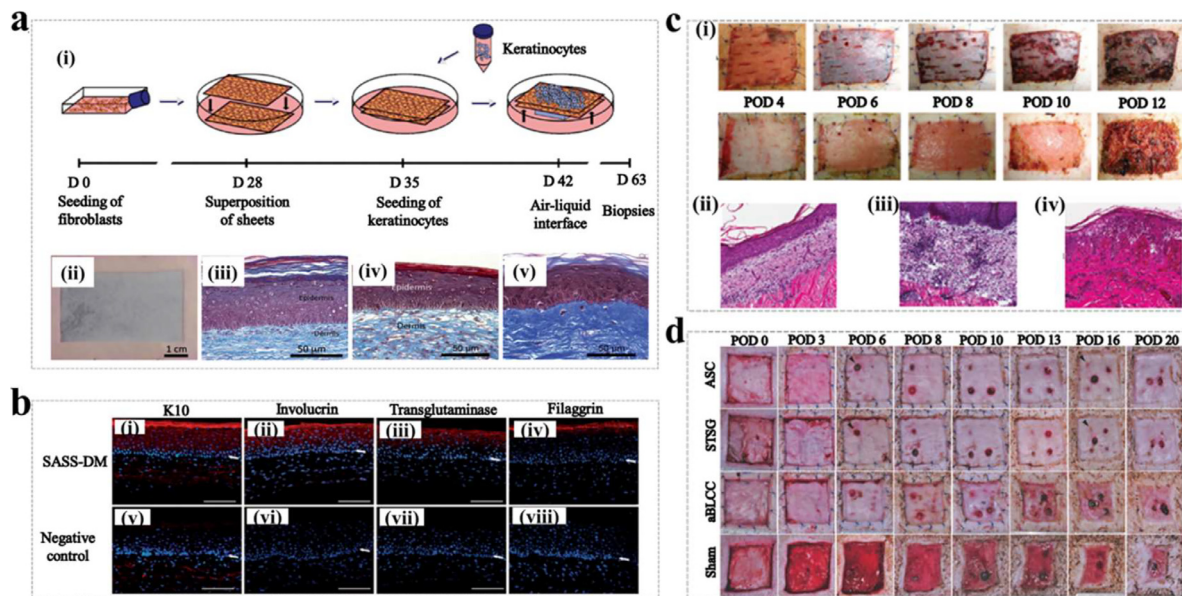 a
(i)
Keratinocytes
D 0
D 28
D 35
D 42
D 63
Seeding of
fibroblasts
Superposition
of sheets
Seeding of
keratinocytes
Air-liquid
interface
Biopsies
(ii)
1 cm
(iii)
Epidermis
Dermis
50 μm
(iv)
Epidermis
Dermis
50 μm
(v)
50 μm
b
K10
Involucrin
Transglutaminase
Filaggrin
SASS-DM
(i)
(ii)
(iii)
(iv)
Negative
control
(v)
(vi)
(vii)
(viii)
c
(i)
POD 4
POD 6
POD 8
POD 10
POD 12
(ii)
(iii)
(iv)
d
POD 0
POD 3
POD 6
POD 8
POD 10
POD 13
POD 16
POD 20
ASC
STSG
aBLCC
Sham